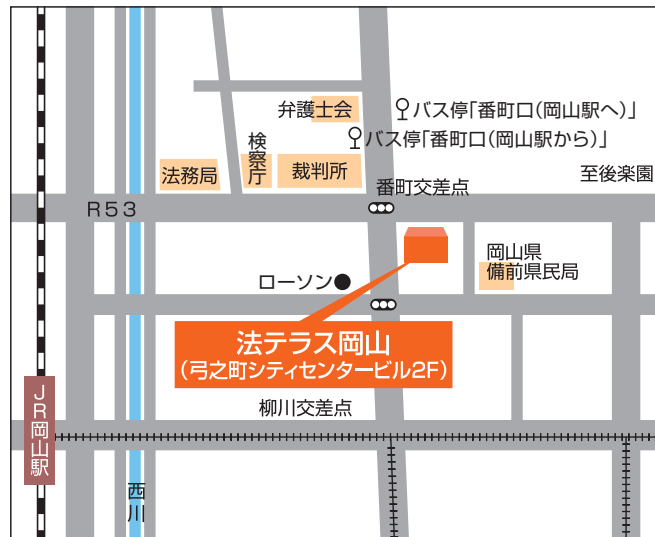 弁護士会
バス停「番町口(岡山駅へ)」
バス停「番町口(岡山駅から)」
検察庁
法務局
裁判所
至後楽園
番町交差点
R53
岡山県
備前県民局
ローソン
法テラス岡山
(弓之町シティセンタービル2F)
柳川交差点
JR岡山駅
西川